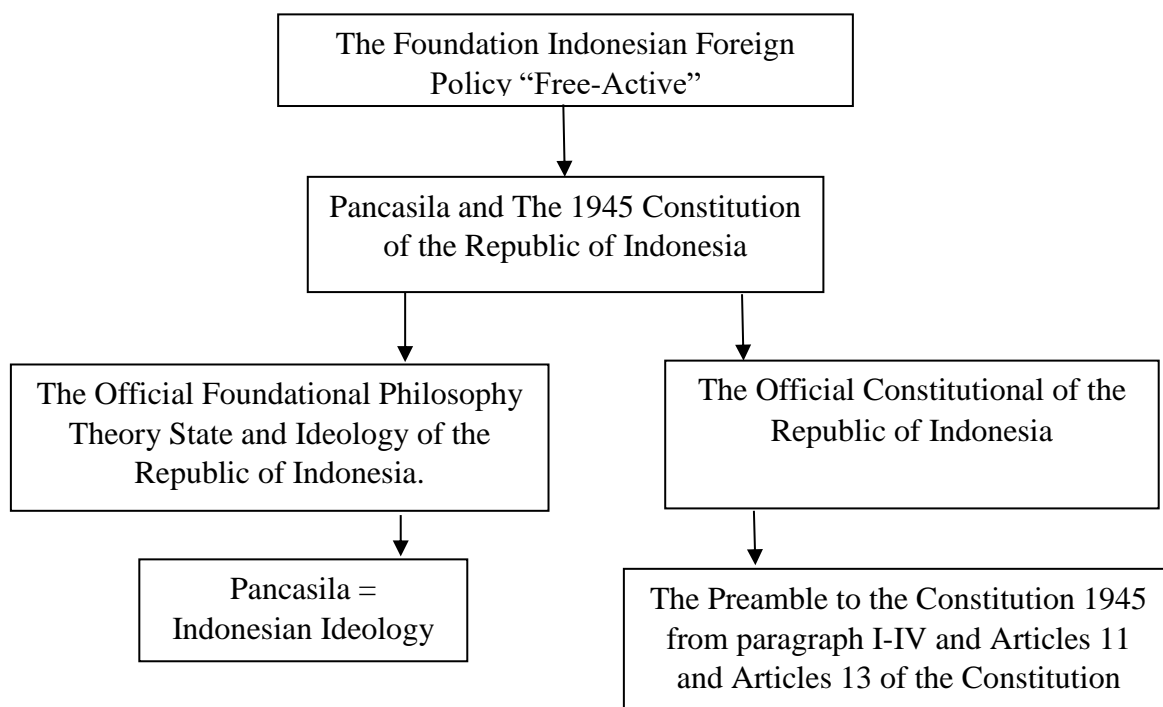 The Foundation Indonesian Foreign
Policy “Free-Active”
Pancasila and The 1945 Constitution
of the Republic of Indonesia
The Official Foundational Philosophy
Theory State and Ideology of the
Republic of Indonesia.
The Official Constitutional of the
Republic of Indonesia
Pancasila =
Indonesian Ideology
The Preamble to the Constitution 1945
from paragraph I-IV and Articles 11
and Articles 13 of the Constitution